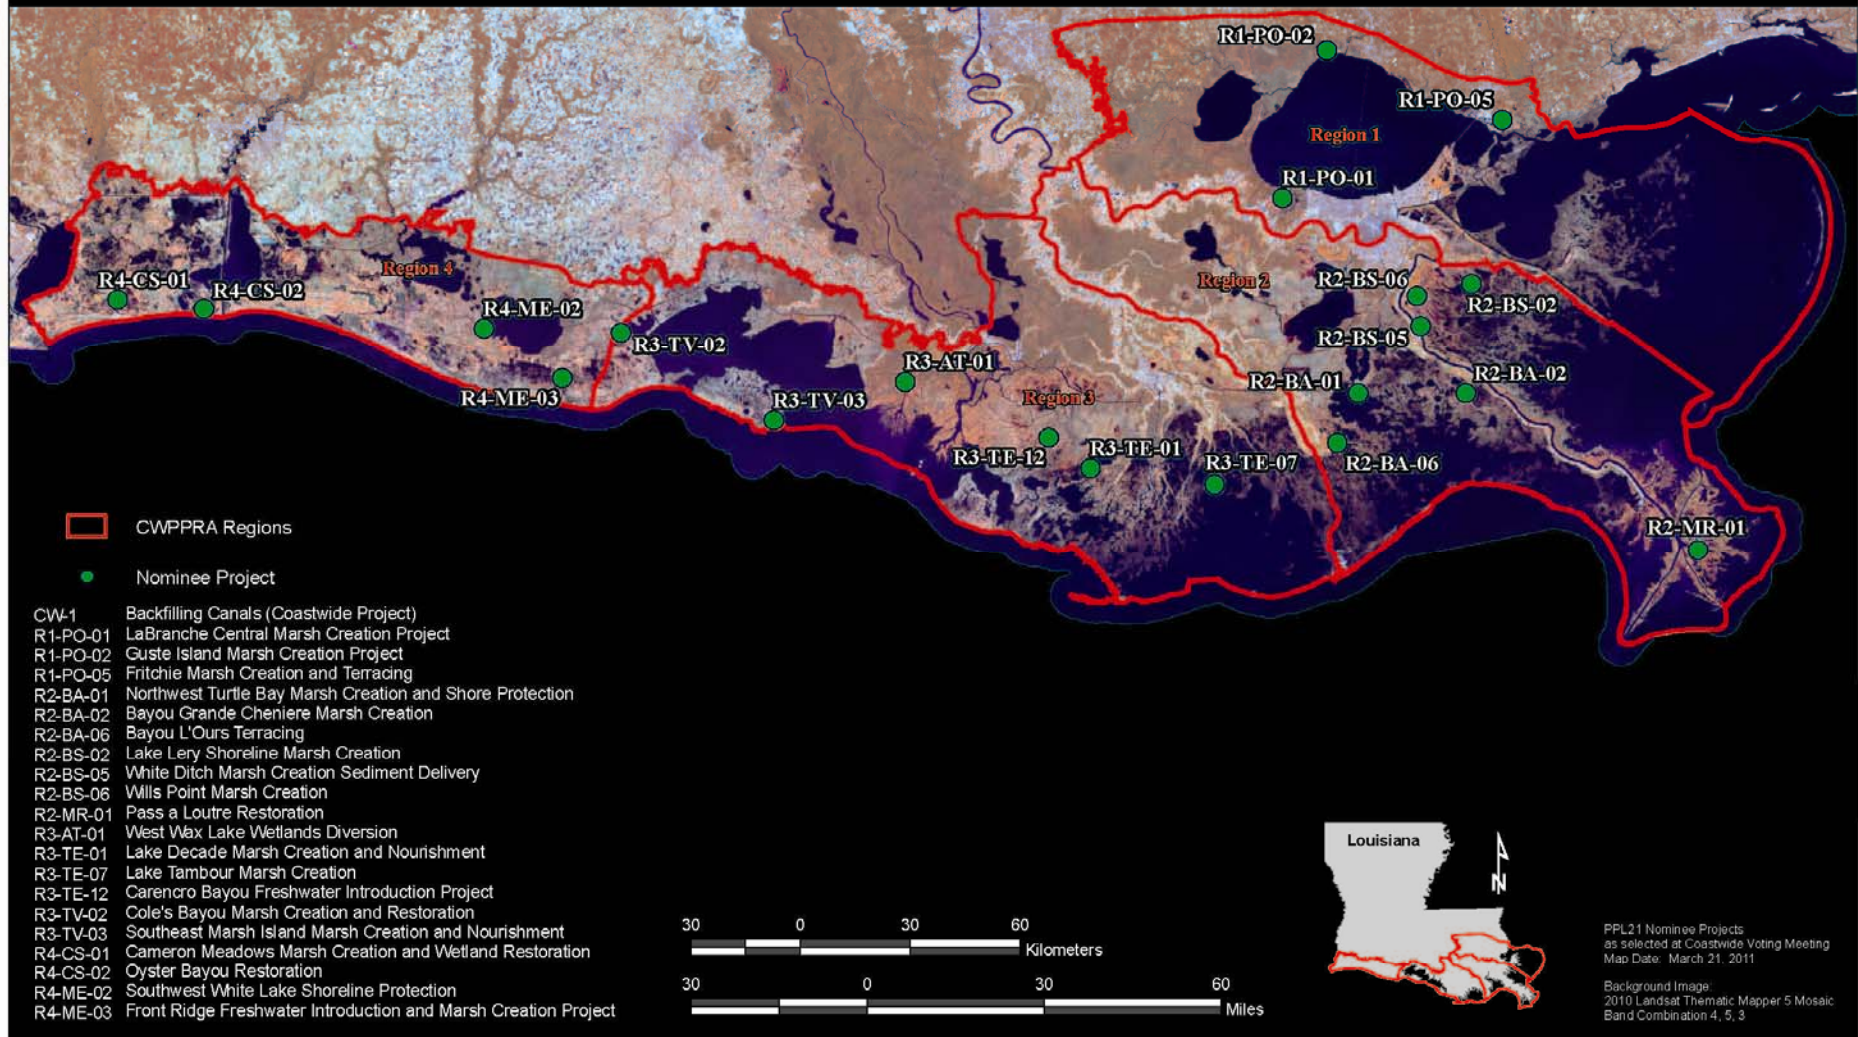 R1-PO-02
R1-PO-05
Region 1
R1-PO-01
Region 4
Region 2
R4-CS-01
R4-CS-02
R2-BS-06
R2-BS-02
R4-ME-02
R3-TV-02
R2-BS-05
R3-AT-01
R2-BA-01
R2-BA-02
R4-ME-03
R3-TV-03
Region 3
R3-TE-12
R3-TE-01
R3-TE-07
R2-BA-06
R2-MR-01
CWPPRA Regions
Nominee Project
CW-1 Backfilling Canals (Coastwide Project)
R1-PO-01 LaBranche Central Marsh Creation Project
R1-PO-02 Guste Island Marsh Creation Project
R1-PO-05 Fritchie Marsh Creation and Terracing
R2-BA-01 Northwest Turtle Bay Marsh Creation and Shore Protection
R2-BA-02 Bayou Grande Cheniere Marsh Creation
R2-BA-06 Bayou L'Ours Terracing
R2-BS-02 Lake Lery Shoreline Marsh Creation
R2-BS-05 White Ditch Marsh Creation Sediment Delivery
R2-BS-06 Wills Point Marsh Creation
R2-MR-01 Pass a Loutre Restoration
R3-AT-01 West Wax Lake Wetlands Diversion
R3-TE-01 Lake Decade Marsh Creation and Nourishment
R3-TE-07 Lake Tambour Marsh Creation
R3-TE-12 Carencro Bayou Freshwater Introduction Project
R3-TV-02 Cole's Bayou Marsh Creation and Restoration
R3-TV-03 Southeast Marsh Island Marsh Creation and Nourishment
R4-CS-01 Cameron Meadows Marsh Creation and Wetland Restoration
R4-CS-02 Oyster Bayou Restoration
R4-ME-02 Southwest White Lake Shoreline Protection
R4-ME-03 Front Ridge Freshwater Introduction and Marsh Creation Project
30 0 30 60
Kilometers
30 0 30 60
Miles
Louisiana
N
PPL21 Nominee Projects
as selected at Coastwide Voting Meeting
Map Date: March 21, 2011
Background Image:
2010 Landsat Thematic Mapper 5 Mosaic
Band Combination 4, 5, 3